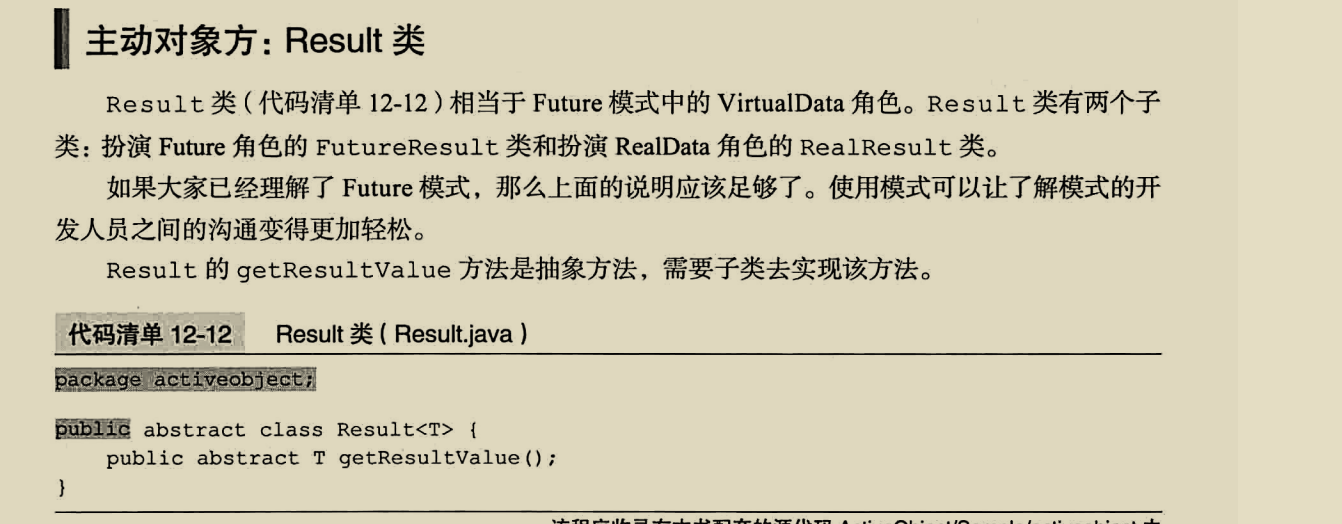 主动对象方：Result 类
Result 类（代码清单 12-12）相当于 Future 模式中的 VirtualData 角色。Result 类有两个子
类：扮演 Future 角色的 FutureResult 类和扮演 RealData 角色的 RealResult 类。
如果大家已经理解了 Future 模式，那么上面的说明应该足够了。使用模式可以让了解模式的开
发人员之间的沟通变得更加轻松。
Result 的 getResultValue 方法是抽象方法，需要子类去实现该方法。
代码清单 12-12 Result 类（Result.java）
package activeobject;
public abstract class Result<T> {
public abstract T getResultValue();
}